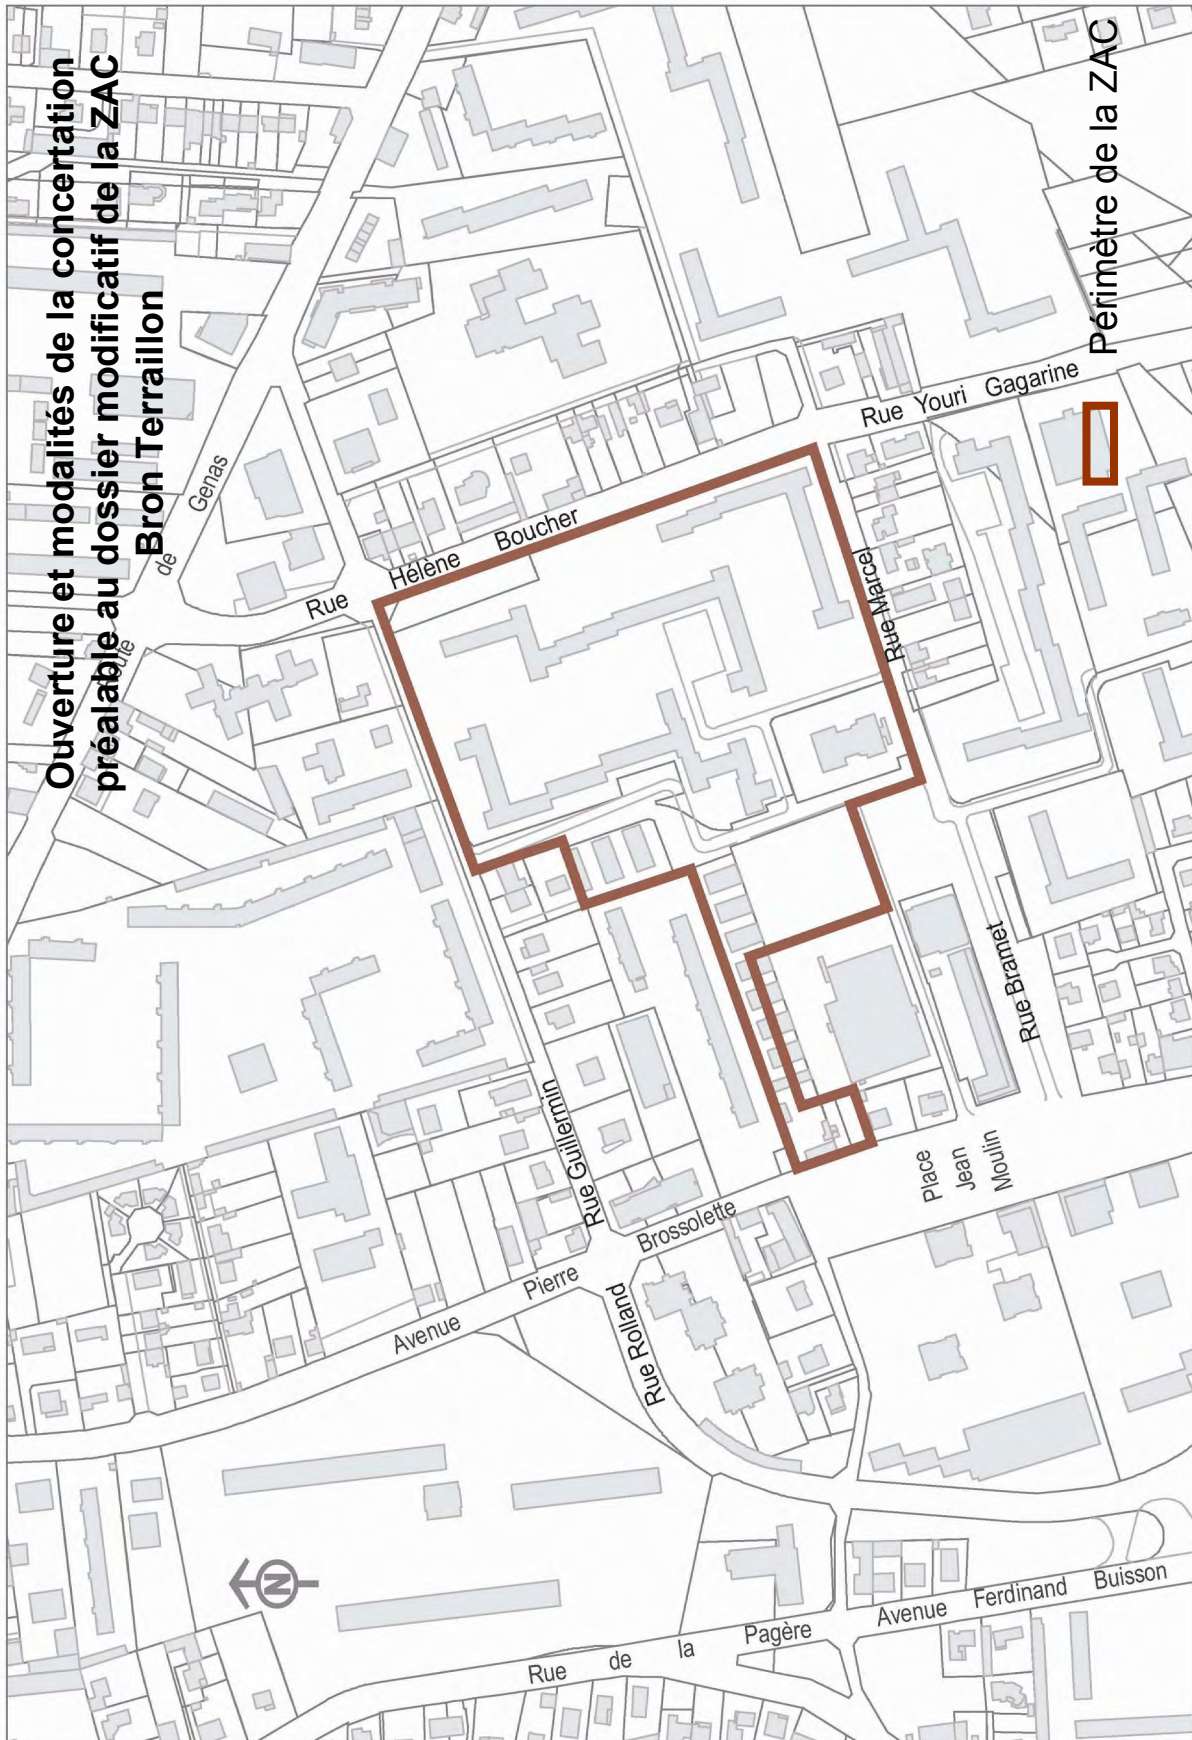 Ouverture et modalités de la concertation
préalable au dossier modificatif de la ZAC
Bron Terraillon
Route de Genas
Rue Hélène Boucher
Rue Youri Gagarine
Rue Marcel
Rue Bramet
Rue Guillermin
Avenue Pierre Brossolette
Rue Rolland
Place
Jean
Moulin
Rue de la Pagère
Avenue Ferdinand Buisson
N
Périmètre de la ZAC